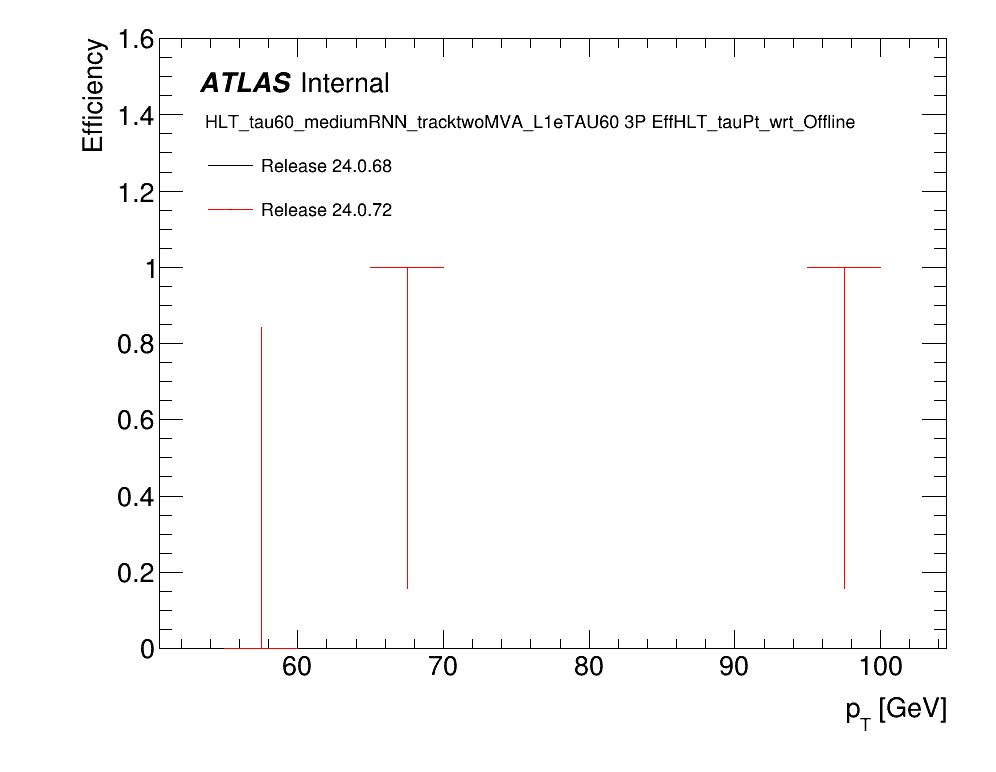 Efficiency
1.6
1.4
1.2
1
0.8
0.6
0.4
0.2
0
ATLAS Internal
HLT_tau60_mediumRNN_tracktwoMVA_L1eTAU60 3P EffHLT_tauPt_wrt_Offline
Release 24.0.68
Release 24.0.72
60 70 80 90 100
p_T [GeV]